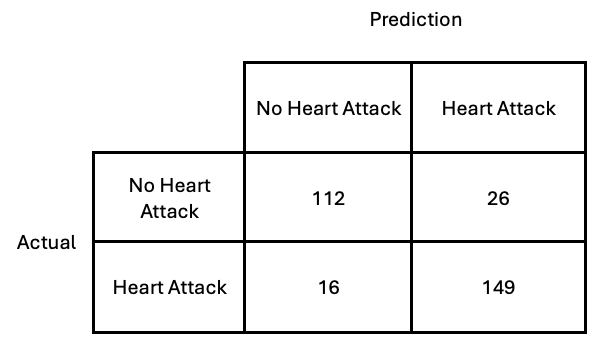 Prediction
No Heart Attack
Heart Attack
No Heart
Attack
112
26
Actual
Heart Attack
16
149